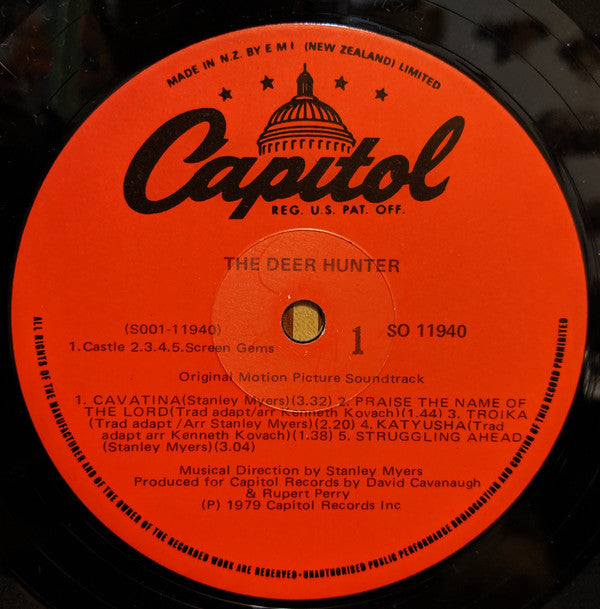 MADE IN N.Z. BY E M I (NEW ZEALAND) LIMITED
Capitol
REG. U.S. PAT. OFF.
THE DEER HUNTER
(S001-11940)
1 SO 11940
1.Castle 2.3.4.5.Screen Gems
Original Motion Picture Soundtrack
1. CAVATINA(Stanley Myers)(3.32) 2. PRAISE THE NAME OF
THE LORD(Trad adapt/arr Kenneth Kovach)(1.44) 3. TROIKA
(Trad adapt /Arr Stanley Myers)(2.20) 4. KATYUSHA(Trad
adapt arr Kenneth Kovach)(1.38) 5. STRUGGLING AHEAD
(Stanley Myers)(3.04)
Musical Direction by Stanley Myers
Produced for Capitol Records by David Cavanaugh
& Rupert Perry
(P) 1979 Capitol Records Inc
ALL RIGHTS OF THE MANUFACTURER AND OF THE OWNER OF THE RECORDED WORK ARE RESERVED-UNAUTHORISED PUBLIC PERFORMANCE BROADCASTING AND COPYING OF THIS RECORD PROHIBITED